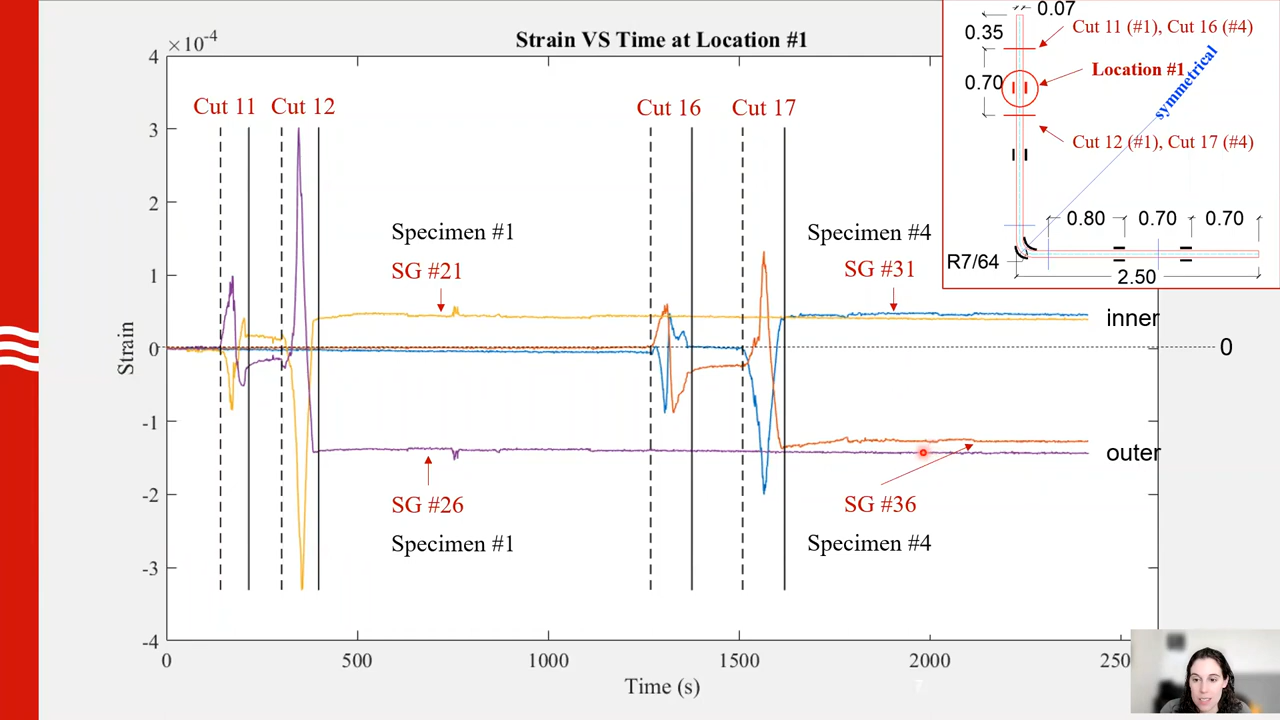 Strain VS Time at Location #1
×10⁻⁴
4
3
2
1
0
-1
-2
-3
-4
Strain
Cut 11
Cut 12
Cut 16
Cut 17
Specimen #1
SG #21
Specimen #4
SG #31
inner
0
outer
SG #26
Specimen #1
SG #36
Specimen #4
0
500
1000
1500
2000
250
Time (s)
7
0.07
0.35
Cut 11 (#1), Cut 16 (#4)
0.70
Location #1
symmetrical
Cut 12 (#1), Cut 17 (#4)
0.80
0.70
0.70
R7/64
2.50